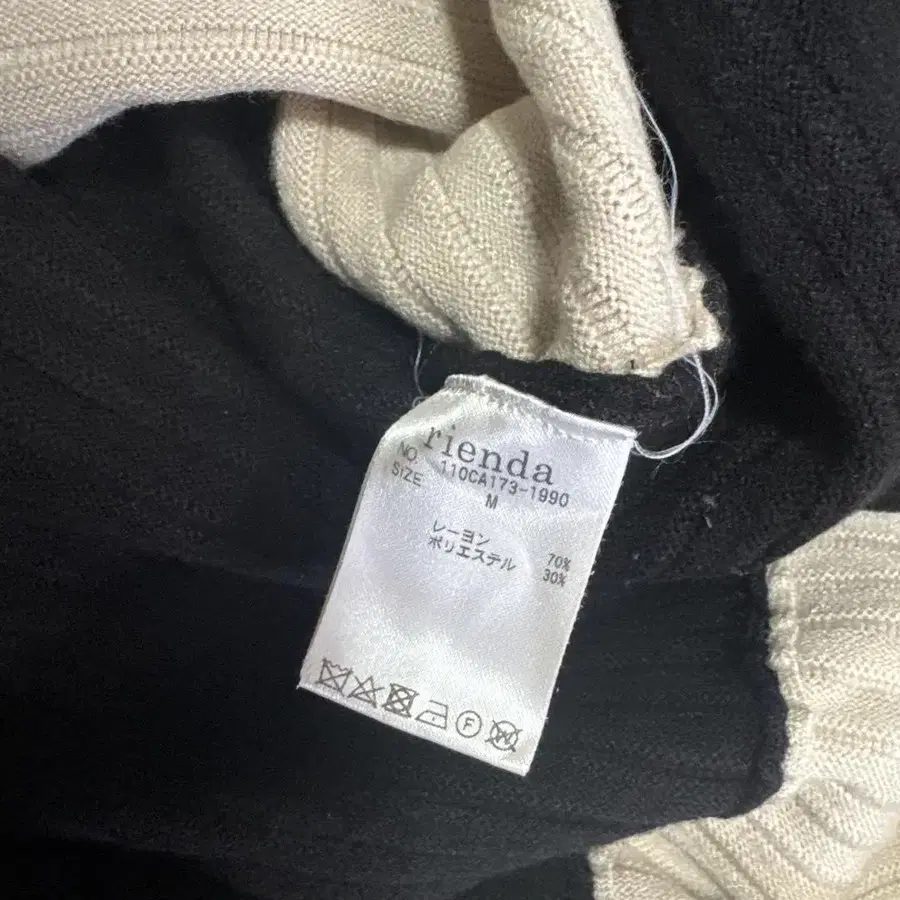 rienda
NO. 110CA173-1990
SIZE M
レーヨン 70%
ポリエステル 30%
F
W